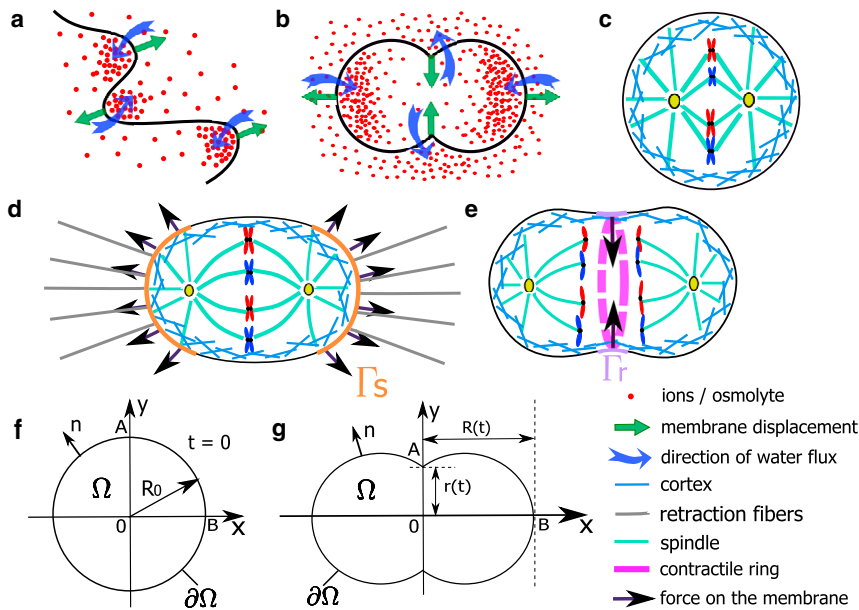 a
b
c
d
Γs
e
Γr
f
n
A
y
t = 0
Ω
R0
0
B
x
∂Ω
g
n
A
y
R(t)
Ω
r(t)
0
B
x
∂Ω
ions / osmolyte
membrane displacement
direction of water flux
cortex
retraction fibers
spindle
contractile ring
force on the membrane